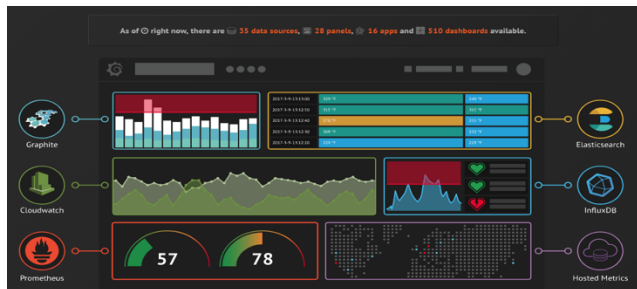 As of right now, there are 35 data sources, 28 panels, 16 apps and 510 dashboards available.
Graphite
Elasticsearch
Cloudwatch
InfluxDB
57
78
Prometheus
Hosted Metrics